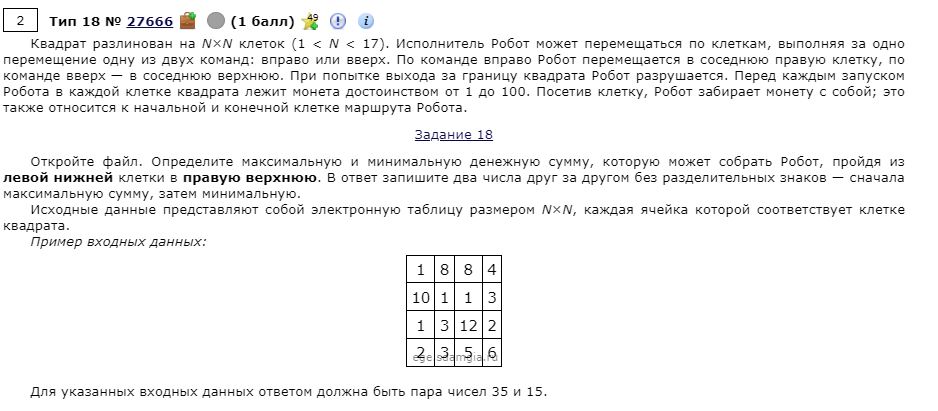 2 Тип 18 № 27666 (1 балл) 49 i
Квадрат разлинован на N×N клеток (1 < N < 17). Исполнитель Робот может перемещаться по клеткам, выполняя за одно
перемещение одну из двух команд: вправо или вверх. По команде вправо Робот перемещается в соседнюю правую клетку, по
команде вверх — в соседнюю верхнюю. При попытке выхода за границу квадрата Робот разрушается. Перед каждым запуском
Робота в каждой клетке квадрата лежит монета достоинством от 1 до 100. Посетив клетку, Робот забирает монету с собой; это
также относится к начальной и конечной клетке маршрута Робота.
Задание 18
Откройте файл. Определите максимальную и минимальную денежную сумму, которую может собрать Робот, пройдя из
левой нижней клетки в правую верхнюю. В ответ запишите два числа друг за другом без разделительных знаков — сначала
максимальную сумму, затем минимальную.
Исходные данные представляют собой электронную таблицу размером N×N, каждая ячейка которой соответствует клетке
квадрата.
Пример входных данных:
1 8 8 4
10 1 1 3
1 3 12 2
2 3 5 6
ege.sdamgia.ru
Для указанных входных данных ответом должна быть пара чисел 35 и 15.